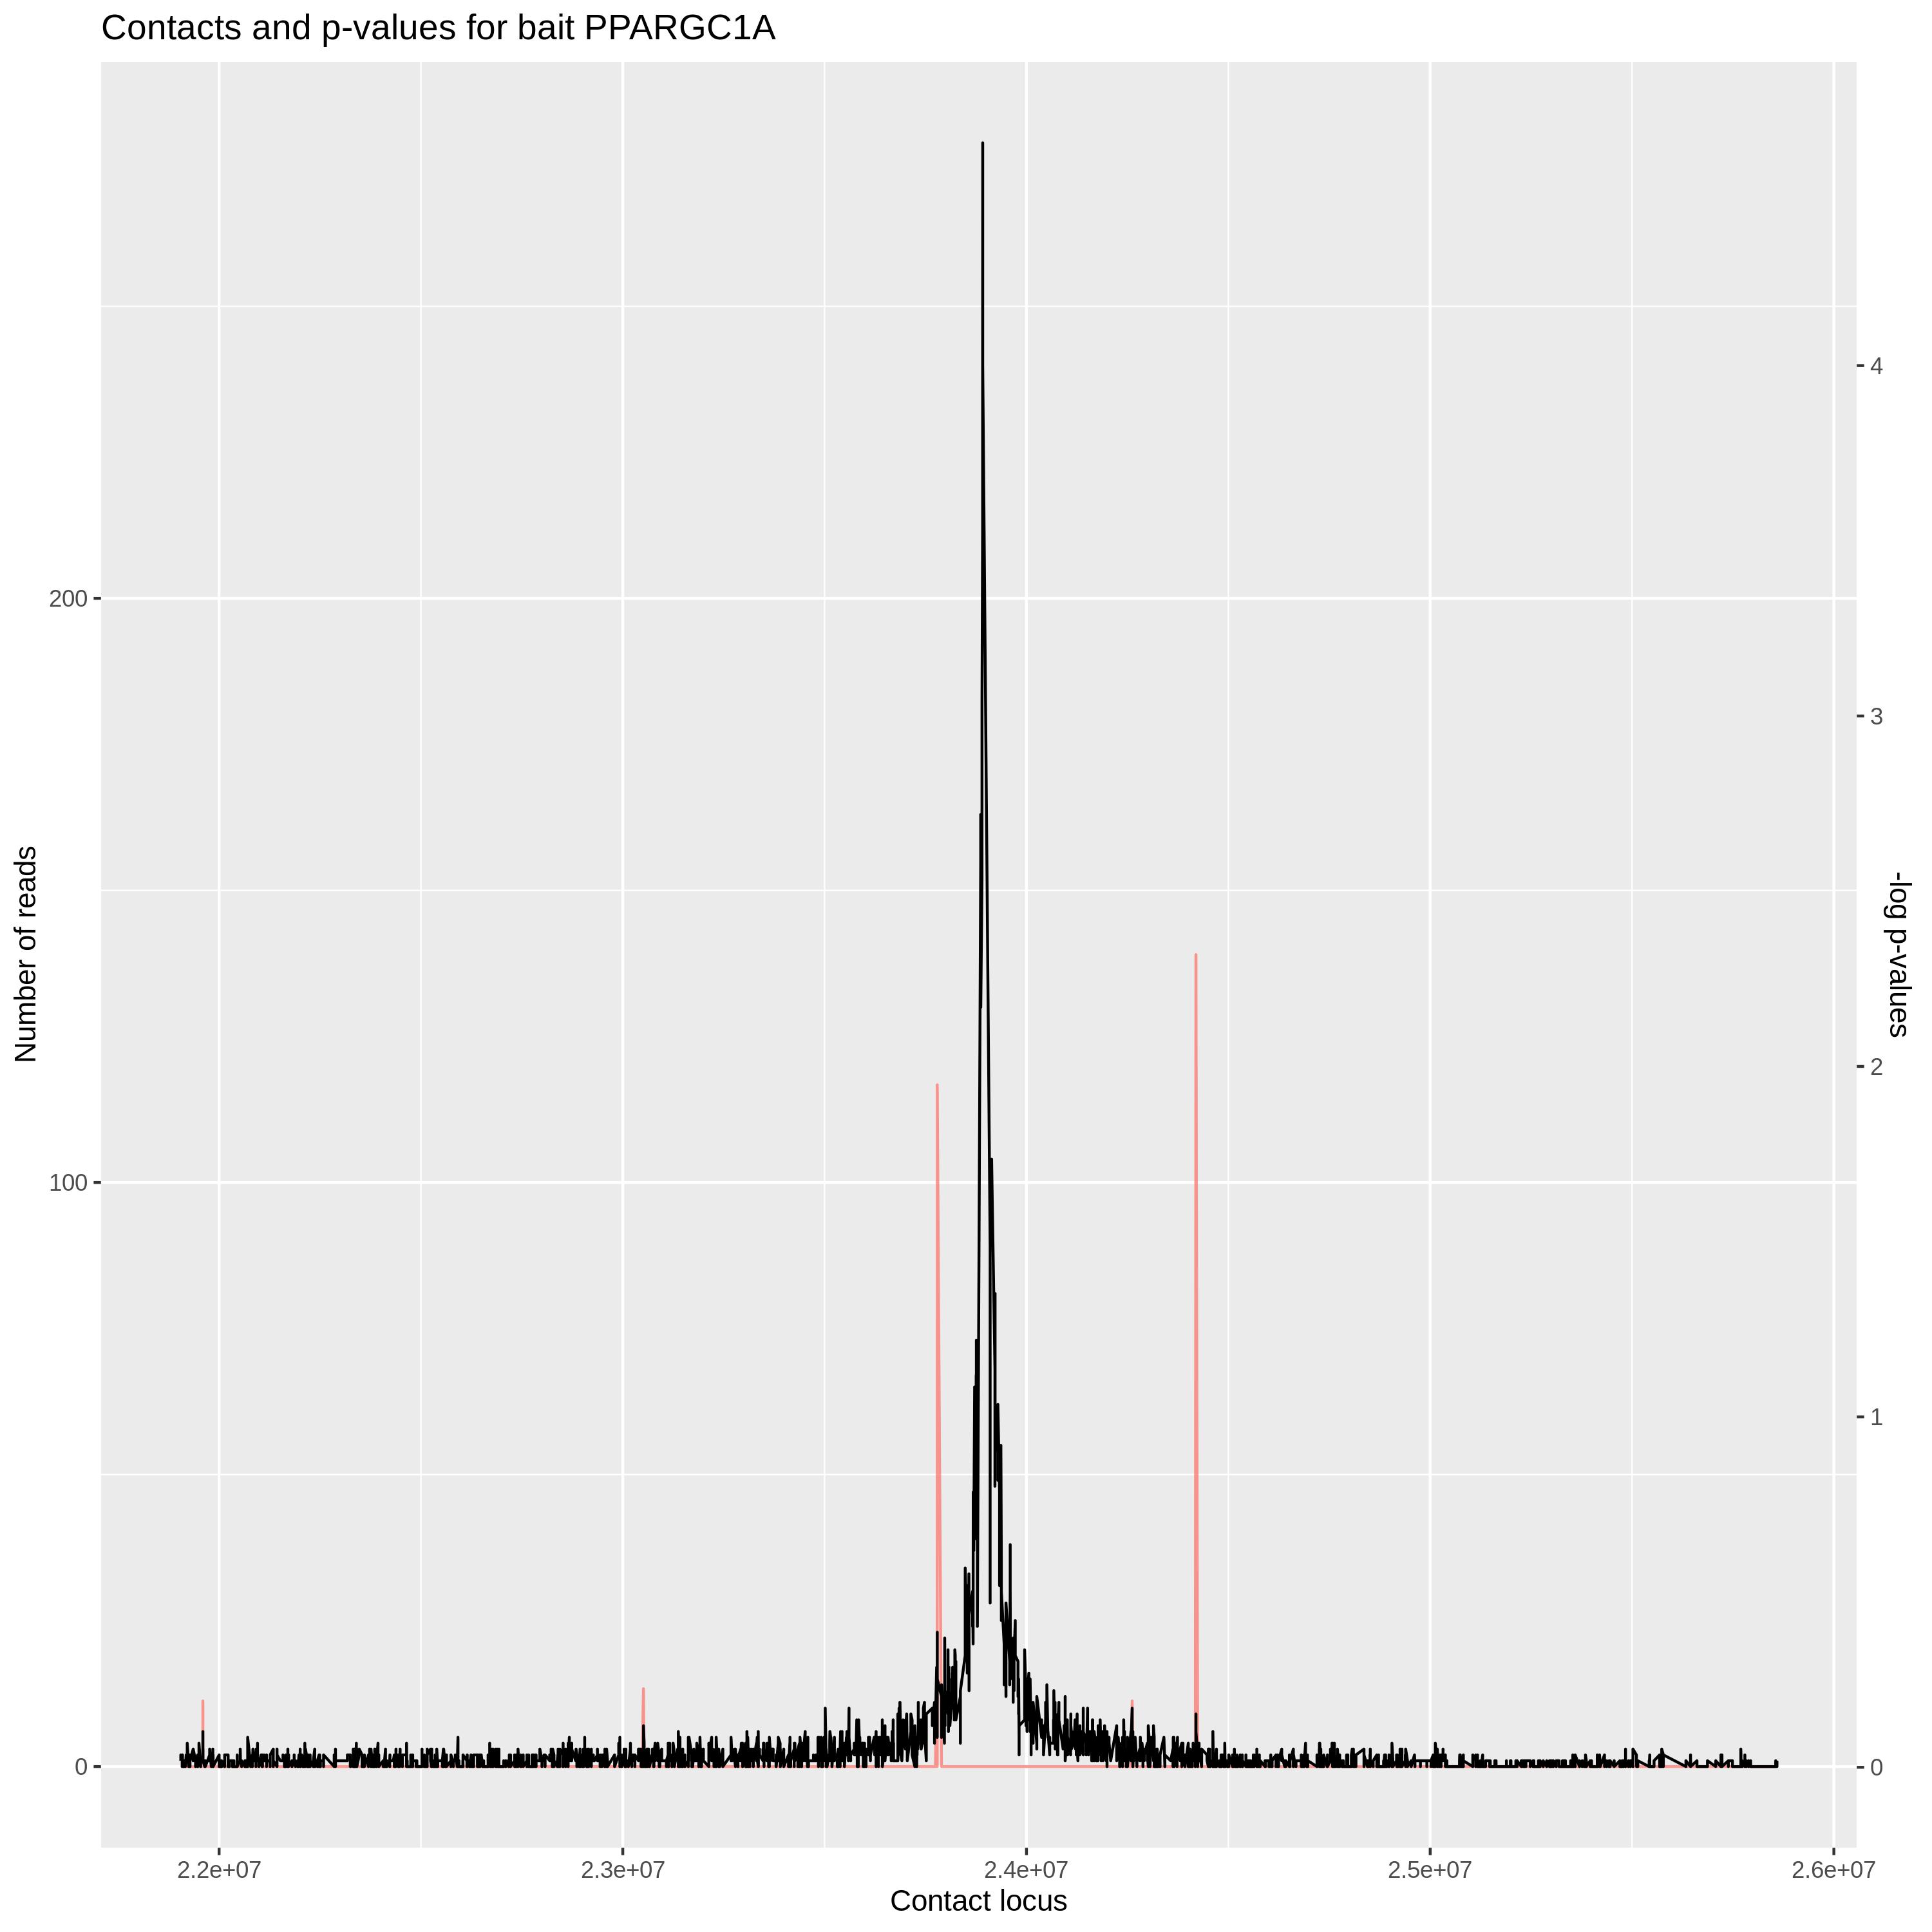 Contacts and p-values for bait PPARGC1A
Number of reads
200
100
0
4
3
2
1
0
-log p-values
2.2e+07
2.3e+07
2.4e+07
2.5e+07
2.6e+07
Contact locus